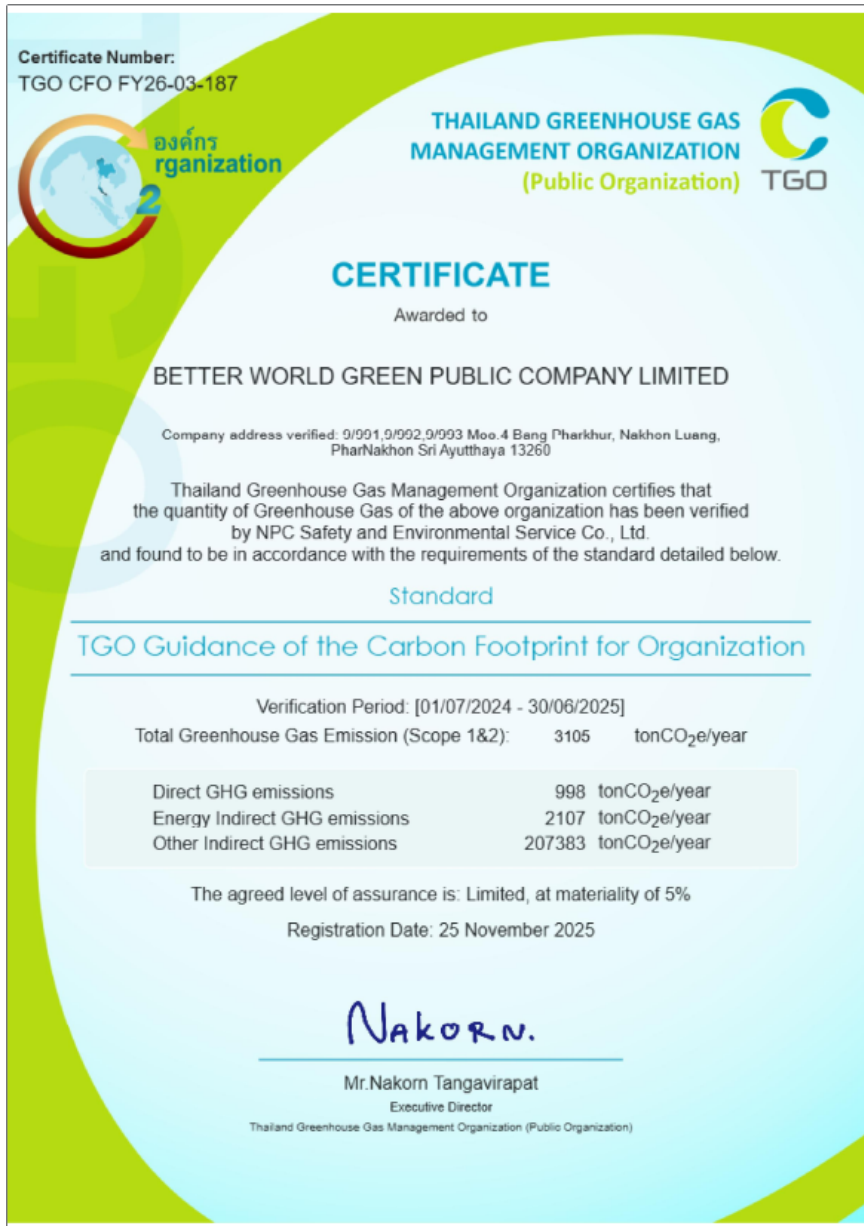 Certificate Number:
TGO CFO FY26-03-187
องค์กร
rganization
2
THAILAND GREENHOUSE GAS
MANAGEMENT ORGANIZATION
(Public Organization)
TGO
CERTIFICATE
Awarded to
BETTER WORLD GREEN PUBLIC COMPANY LIMITED
Company address verified: 9/991,9/992,9/993 Moo.4 Bang Pharkhur, Nakhon Luang,
PharNakhon Sri Ayutthaya 13260
Thailand Greenhouse Gas Management Organization certifies that
the quantity of Greenhouse Gas of the above organization has been verified
by NPC Safety and Environmental Service Co., Ltd.
and found to be in accordance with the requirements of the standard detailed below.
Standard
TGO Guidance of the Carbon Footprint for Organization
Verification Period: [01/07/2024 - 30/06/2025]
Total Greenhouse Gas Emission (Scope 1&2): 3105 tonCO2e/year
Direct GHG emissions 998 tonCO2e/year
Energy Indirect GHG emissions 2107 tonCO2e/year
Other Indirect GHG emissions 207383 tonCO2e/year
The agreed level of assurance is: Limited, at materiality of 5%
Registration Date: 25 November 2025
NAKORN.
Mr.Nakorn Tangavirapat
Executive Director
Thailand Greenhouse Gas Management Organization (Public Organization)